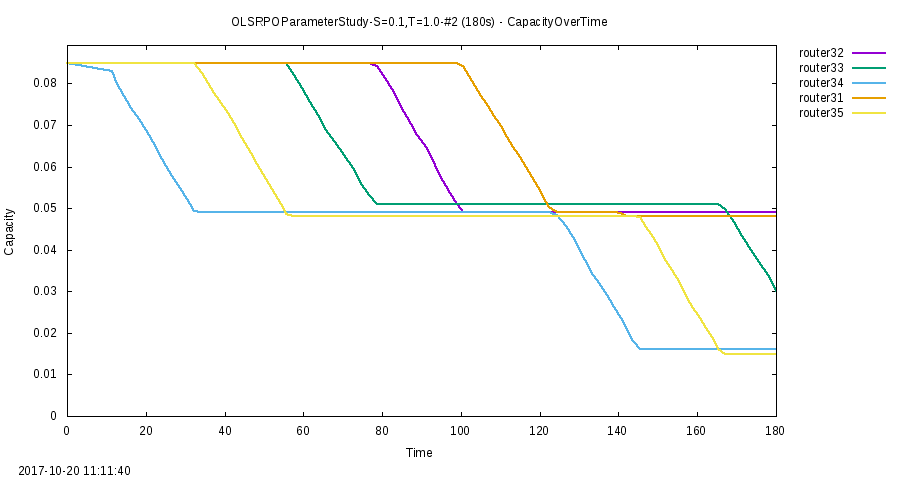 OLSRPOParameterStudy-S=0.1,T=1.0-#2 (180s) - CapacityOverTime
router32
router33
router34
router31
router35
0.08
0.07
0.06
0.05
0.04
0.03
0.02
0.01
0
Capacity
0 20 40 60 80 100 120 140 160 180
Time
2017-10-20 11:11:40